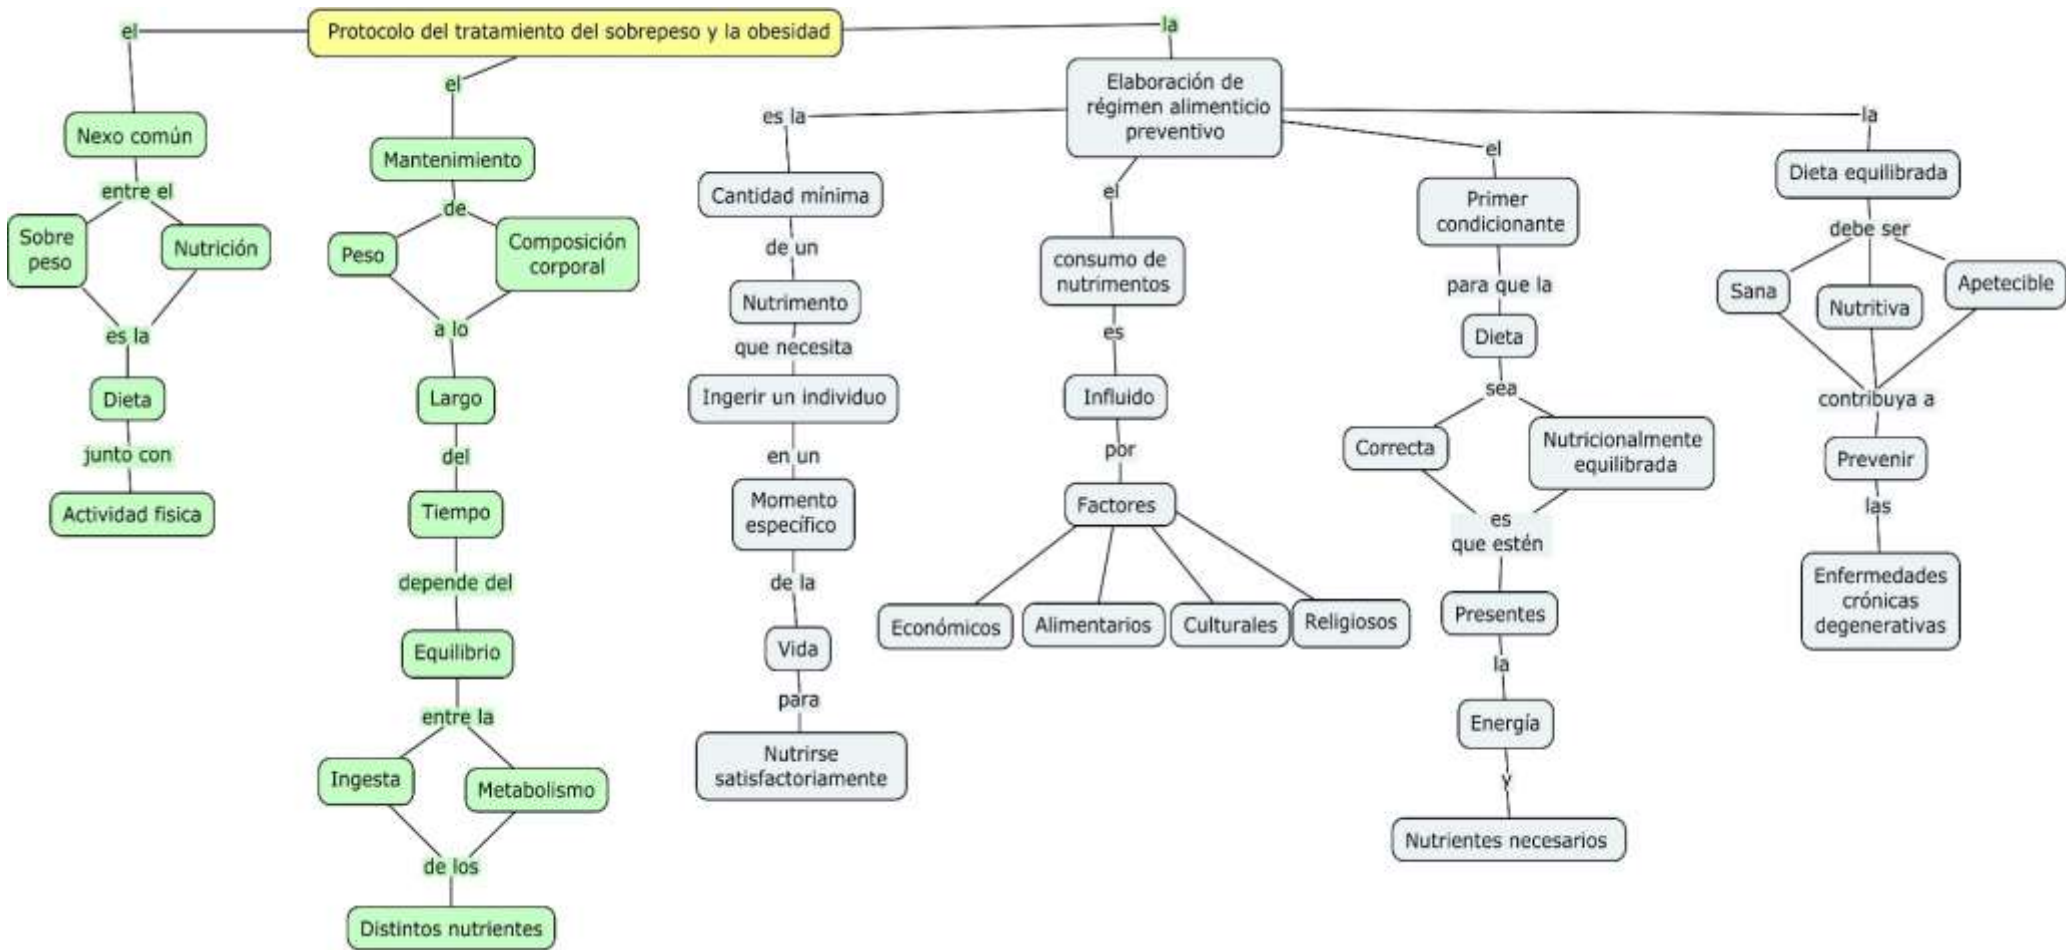 Protocolo del tratamiento del sobrepeso y la obesidad
el
Nexo común
entre el
Sobre
peso
Nutrición
es la
Dieta
junto con
Actividad fisica
el
Mantenimiento
de
Peso
Composición
corporal
a lo
Largo
del
Tiempo
depende del
Equilibrio
entre la
Ingesta
Metabolismo
de los
Distintos nutrientes
la
Elaboración de
régimen alimenticio
preventivo
es la
Cantidad mínima
de un
Nutrimento
que necesita
Ingerir un individuo
en un
Momento
específico
de la
Vida
para
Nutrirse
satisfactoriamente
el
consumo de
nutrimentos
es
Influido
por
Factores
Económicos
Alimentarios
Culturales
Religiosos
el
Primer
condicionante
para que la
Dieta
sea
Correcta
Nutricionalmente
equilibrada
es
que estén
Presentes
la
Energía
y
Nutrientes necesarios
la
Dieta equilibrada
debe ser
Sana
Nutritiva
Apetecible
contribuya a
Prevenir
las
Enfermedades
crónicas
degenerativas